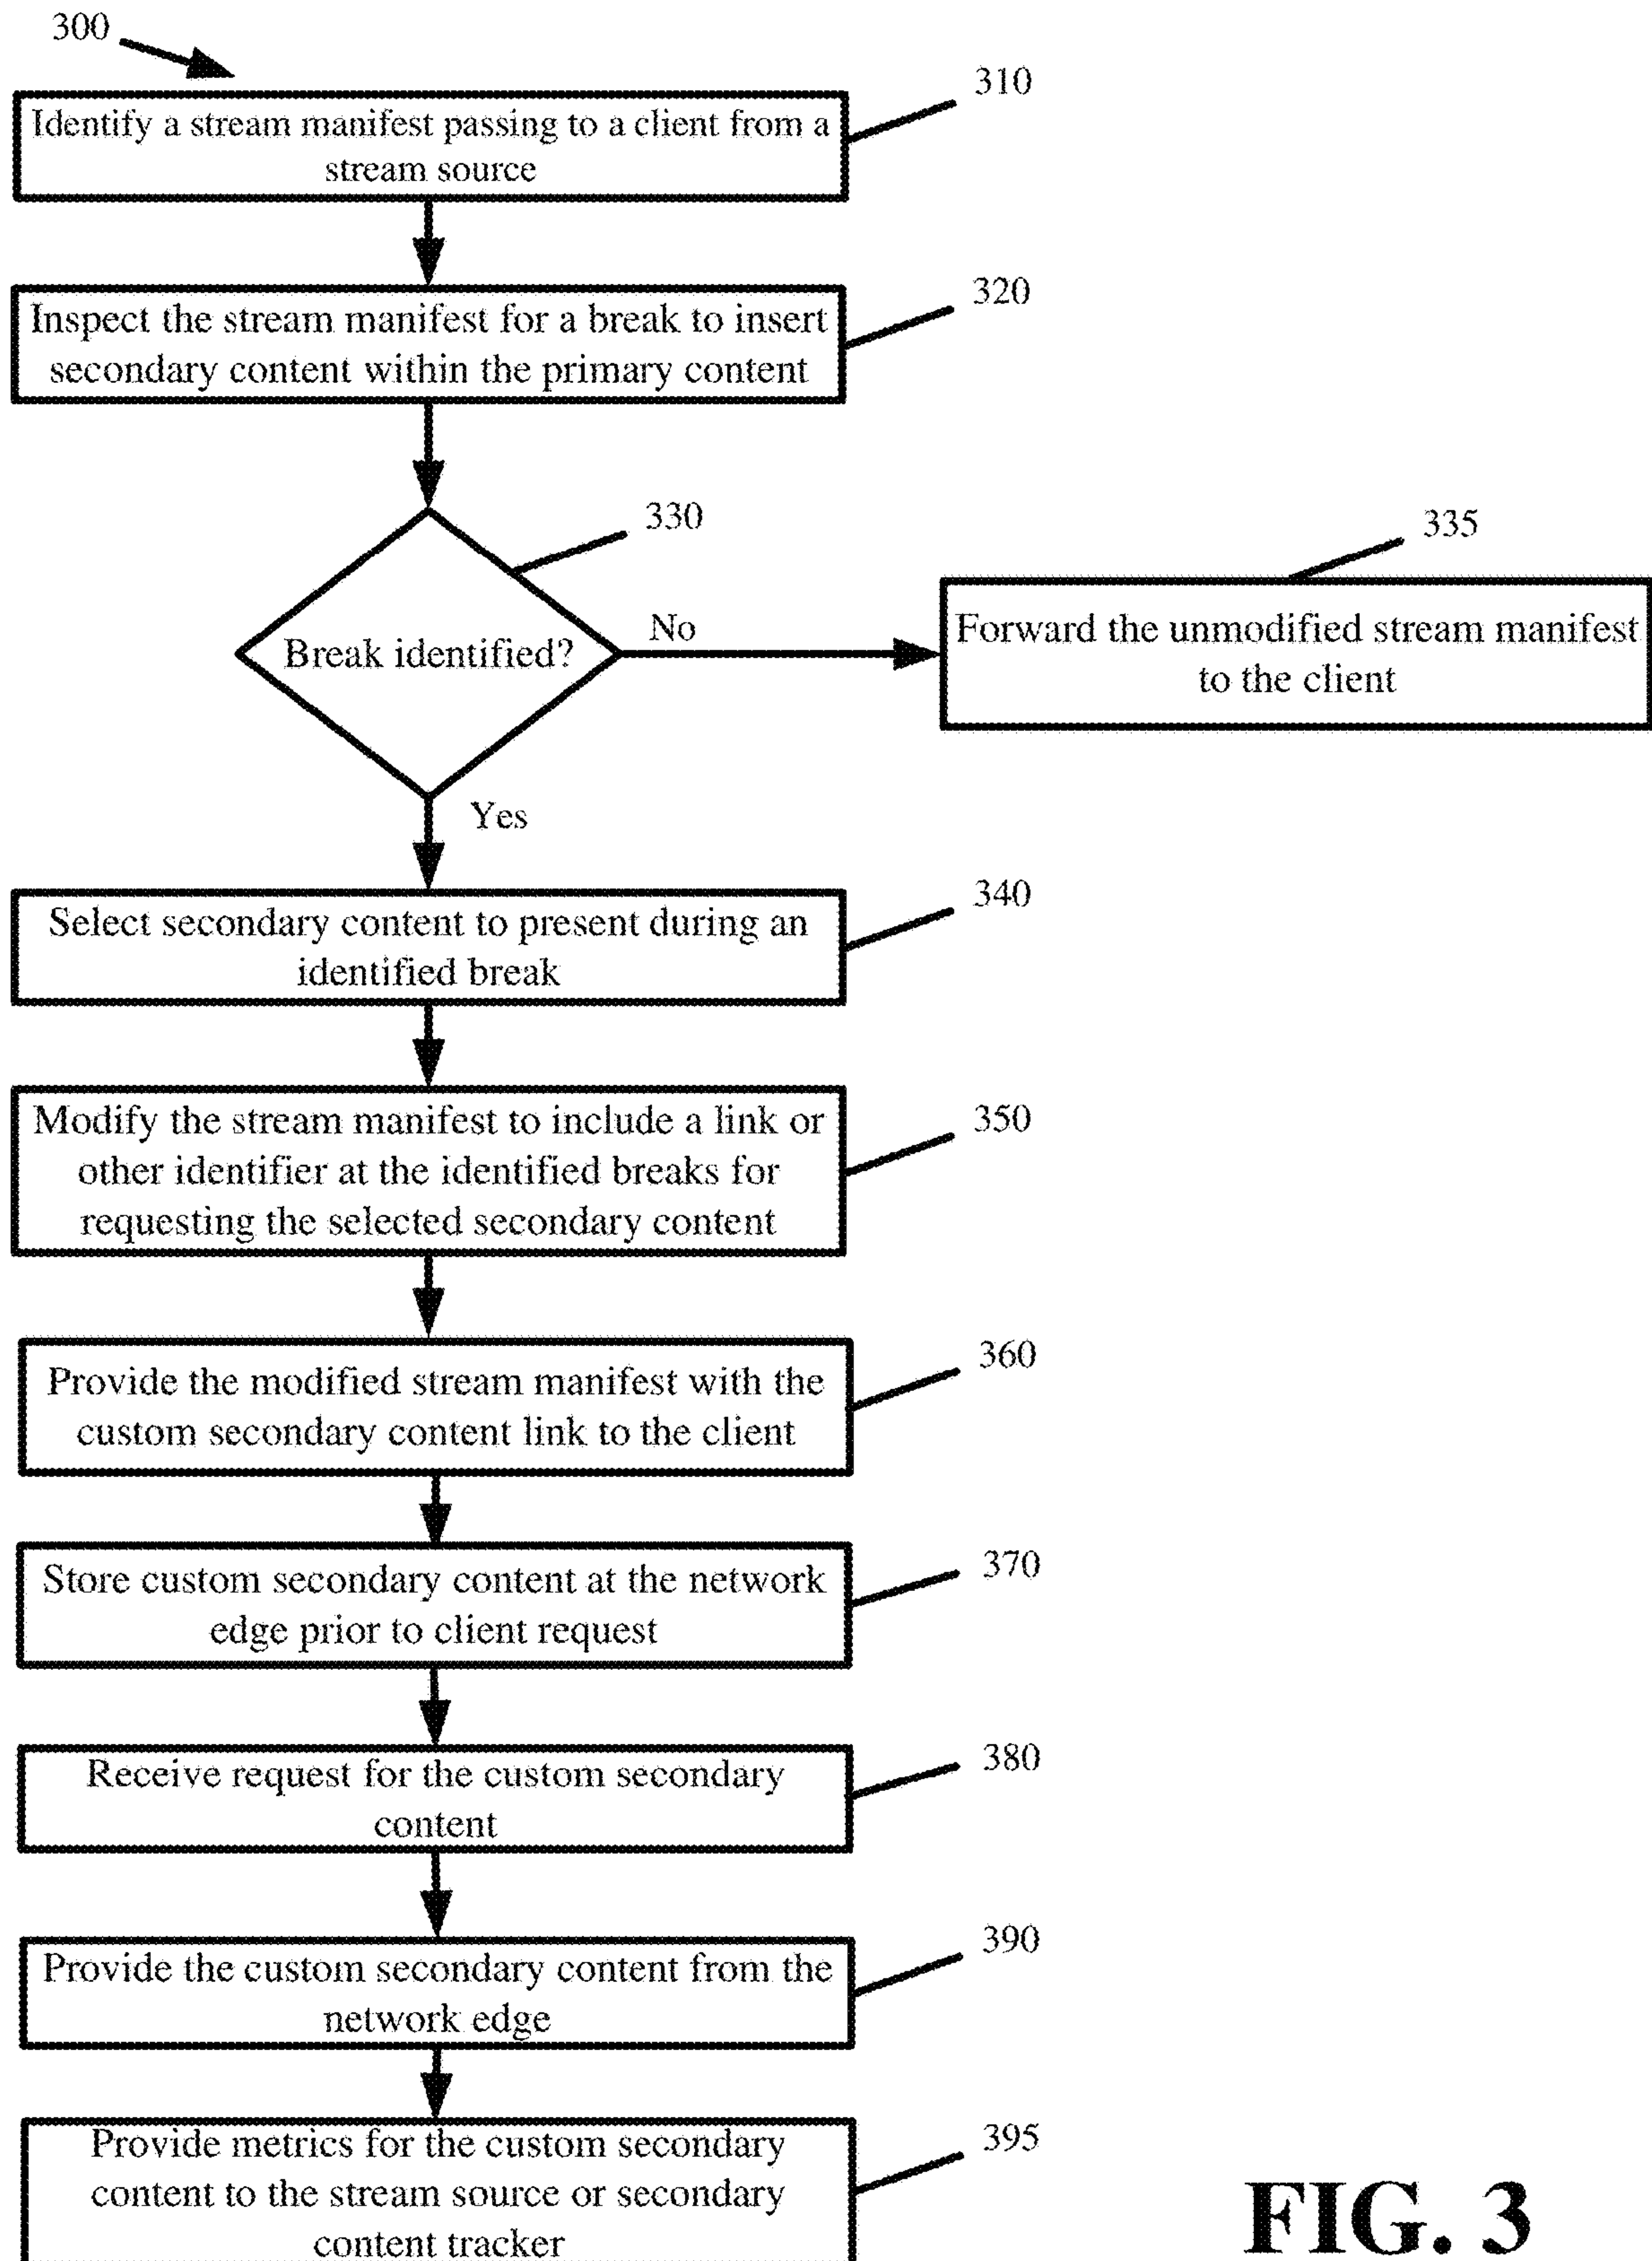 300
310
Identify a stream manifest passing to a client from a
stream source
320
Inspect the stream manifest for a break to insert
secondary content within the primary content
330
Break identified?
No
335
Forward the unmodified stream manifest
to the client
Yes
340
Select secondary content to present during an
identified break
350
Modify the stream manifest to include a link or
other identifier at the identified breaks for
requesting the selected secondary content
360
Provide the modified stream manifest with the
custom secondary content link to the client
370
Store custom secondary content at the network
edge prior to client request
380
Receive request for the custom secondary
content
390
Provide the custom secondary content from the
network edge
395
Provide metrics for the custom secondary
content to the stream source or secondary
content tracker
FIG. 3